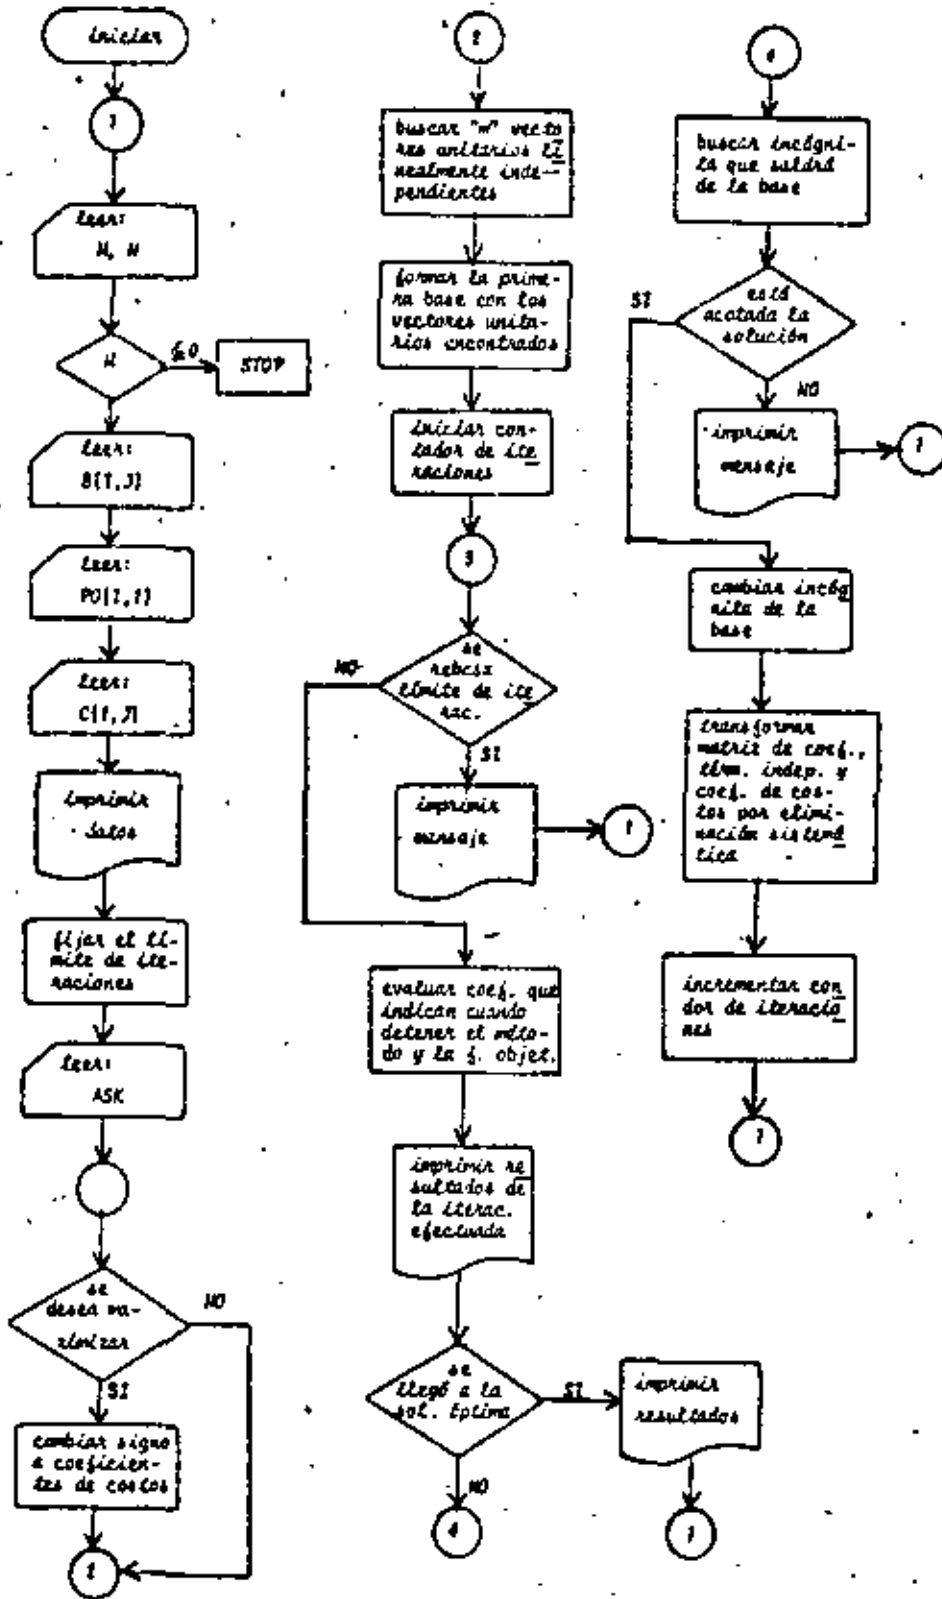 iniciar
1
leer:
M, N
M
≤ 0
STOP
leer:
B(I,J)
leer:
PO(I,1)
leer:
C(1,J)
imprimir
datos
fijar el lí-
mite de ite-
raciones
leer:
ASK
se
desea ma-
ximizar
NO
SI
cambiar signo
a coeficien-
tes de costos
2
2
buscar "m" vecto
res unitarios li
nealmente inde-
pendientes
formar la prime-
ra base con los
vectores unita-
rios encontrados
iniciar con-
tador de ite
raciones
3
se
rebasa
límite de ite
rac.
NO
SI
imprimir
mensaje
1
evaluar coef. que
indican cuando
detener el méto-
do y la f. objet.
imprimir re
sultados de
la iterac.
efectuada
se
llegó a la
sol. óptima
SI
imprimir
resultados
1
NO
4
4
buscar incógni-
ta que saldrá
de la base
está
acotada la
solución
SI
NO
imprimir
mensaje
1
cambiar incóg
nita de la
base
transformar
matriz de coef.,
térm. indep. y
coef. de cos-
tos por elimi-
nación sistemá
tica
incrementar con
dor de iteracio
nes